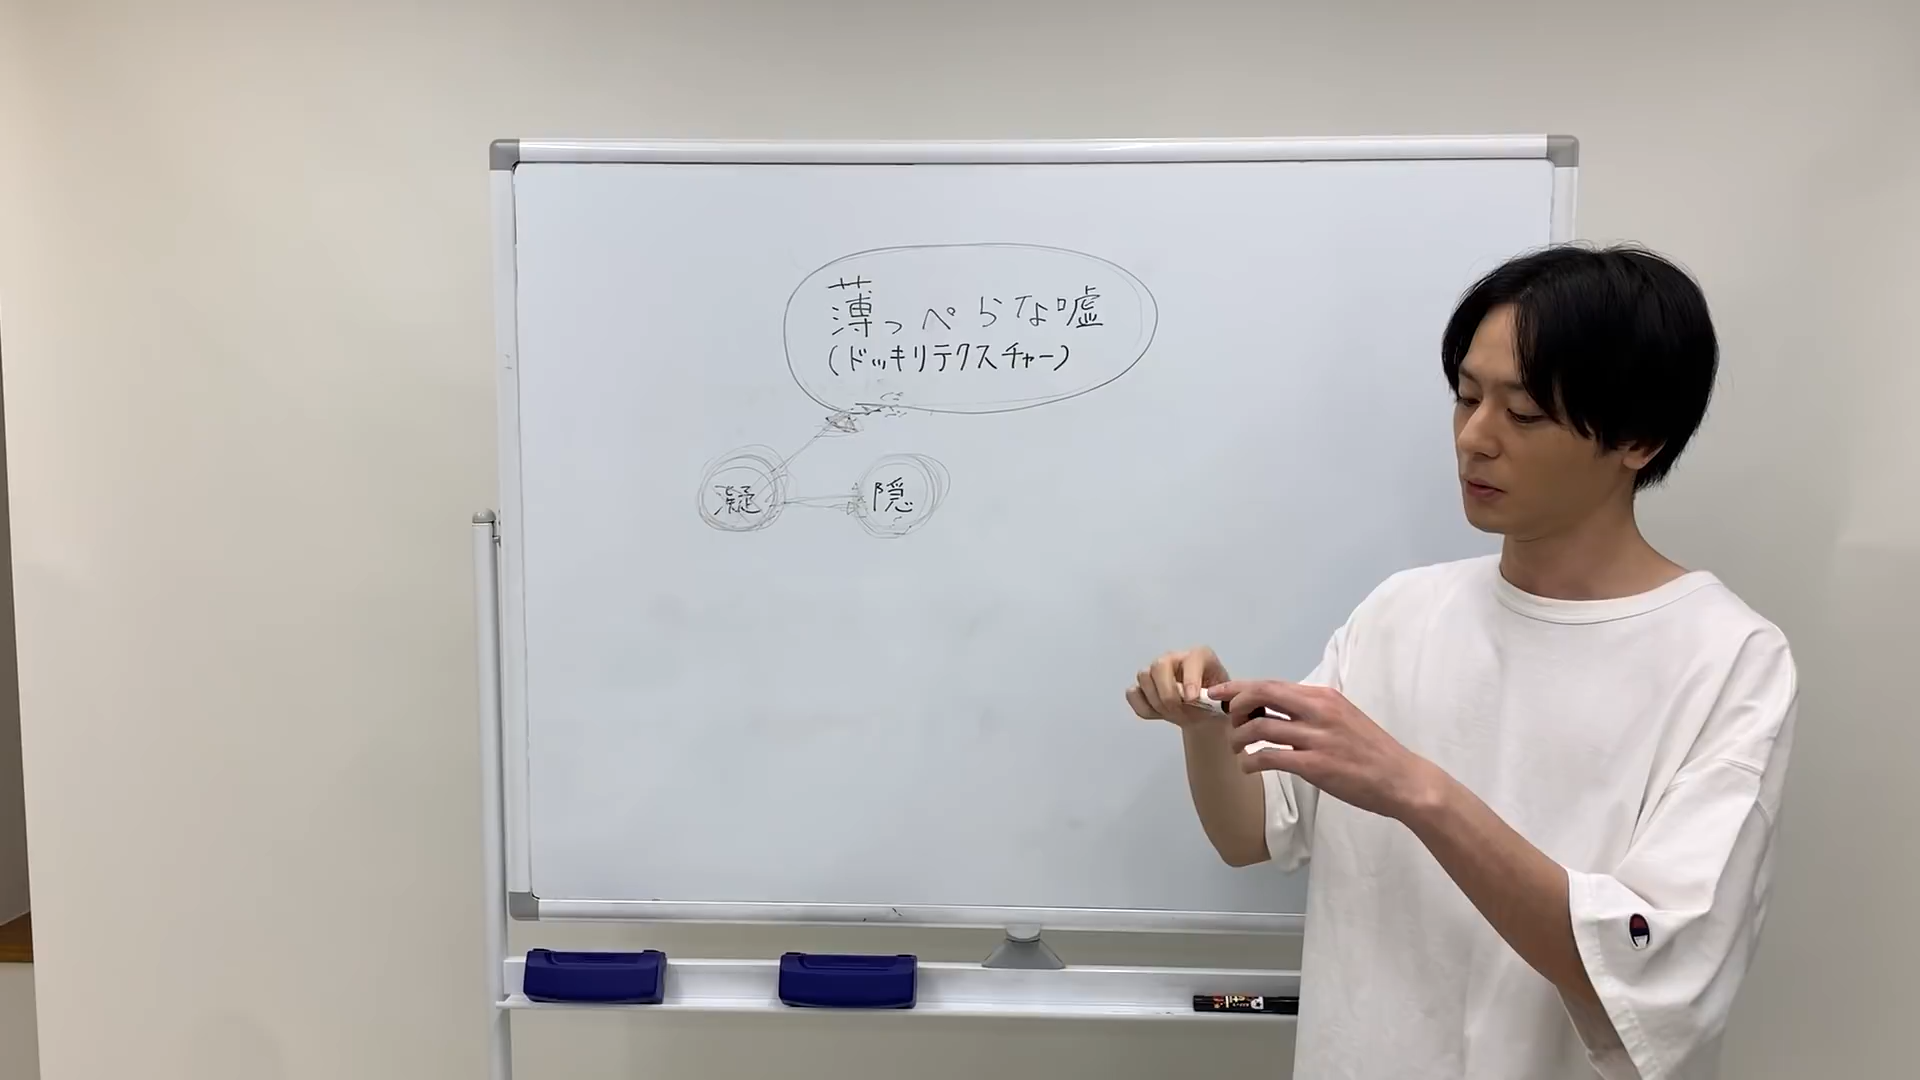 薄っぺらな嘘
(ドッキリテクスチャー)
凝
隠